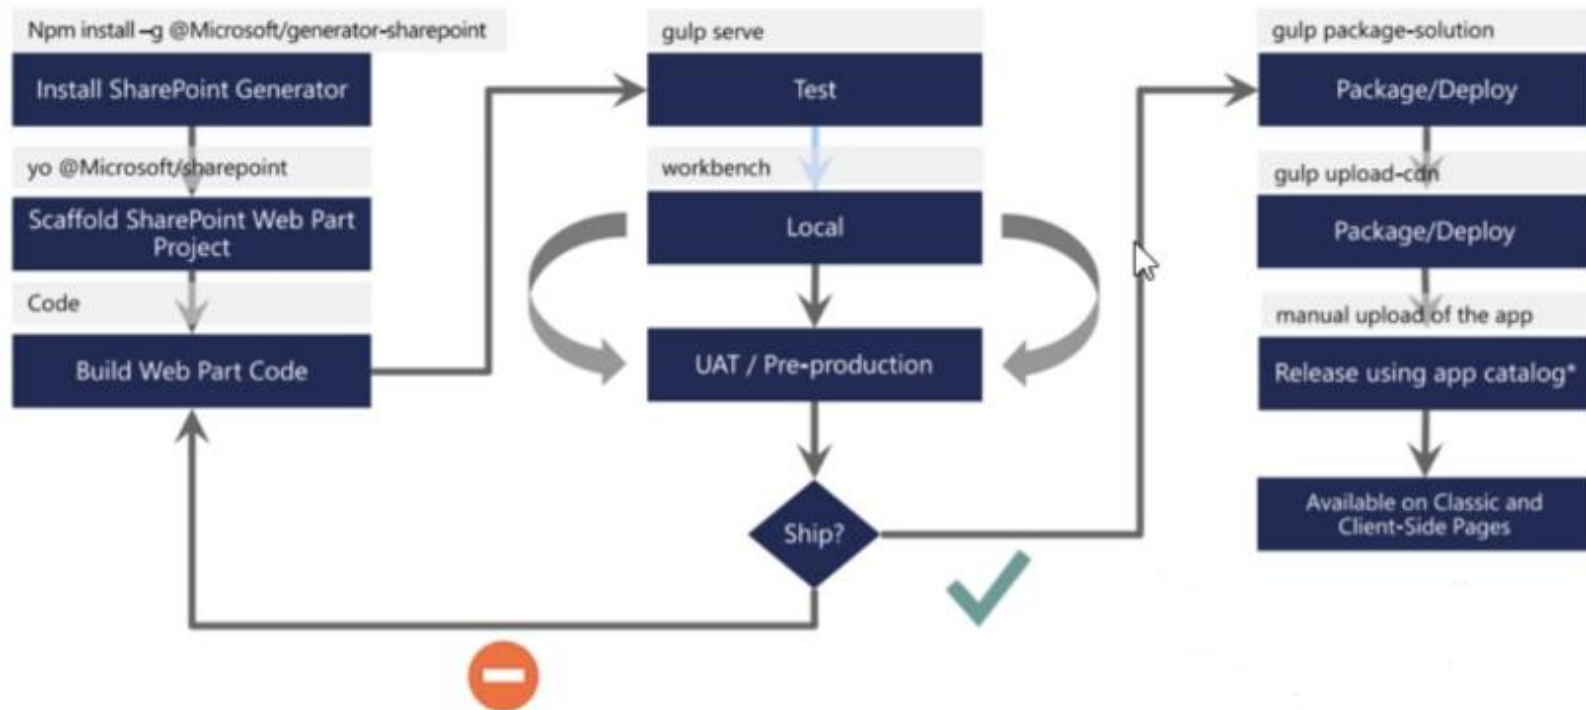 Npm install –g @Microsoft/generator-sharepoint
Install SharePoint Generator
yo @Microsoft/sharepoint
Scaffold SharePoint Web Part
Project
Code
Build Web Part Code
gulp serve
Test
workbench
Local
UAT / Pre-production
Ship?
gulp package-solution
Package/Deploy
gulp upload-cdn
Package/Deploy
manual upload of the app
Release using app catalog*
Available on Classic and
Client-Side Pages